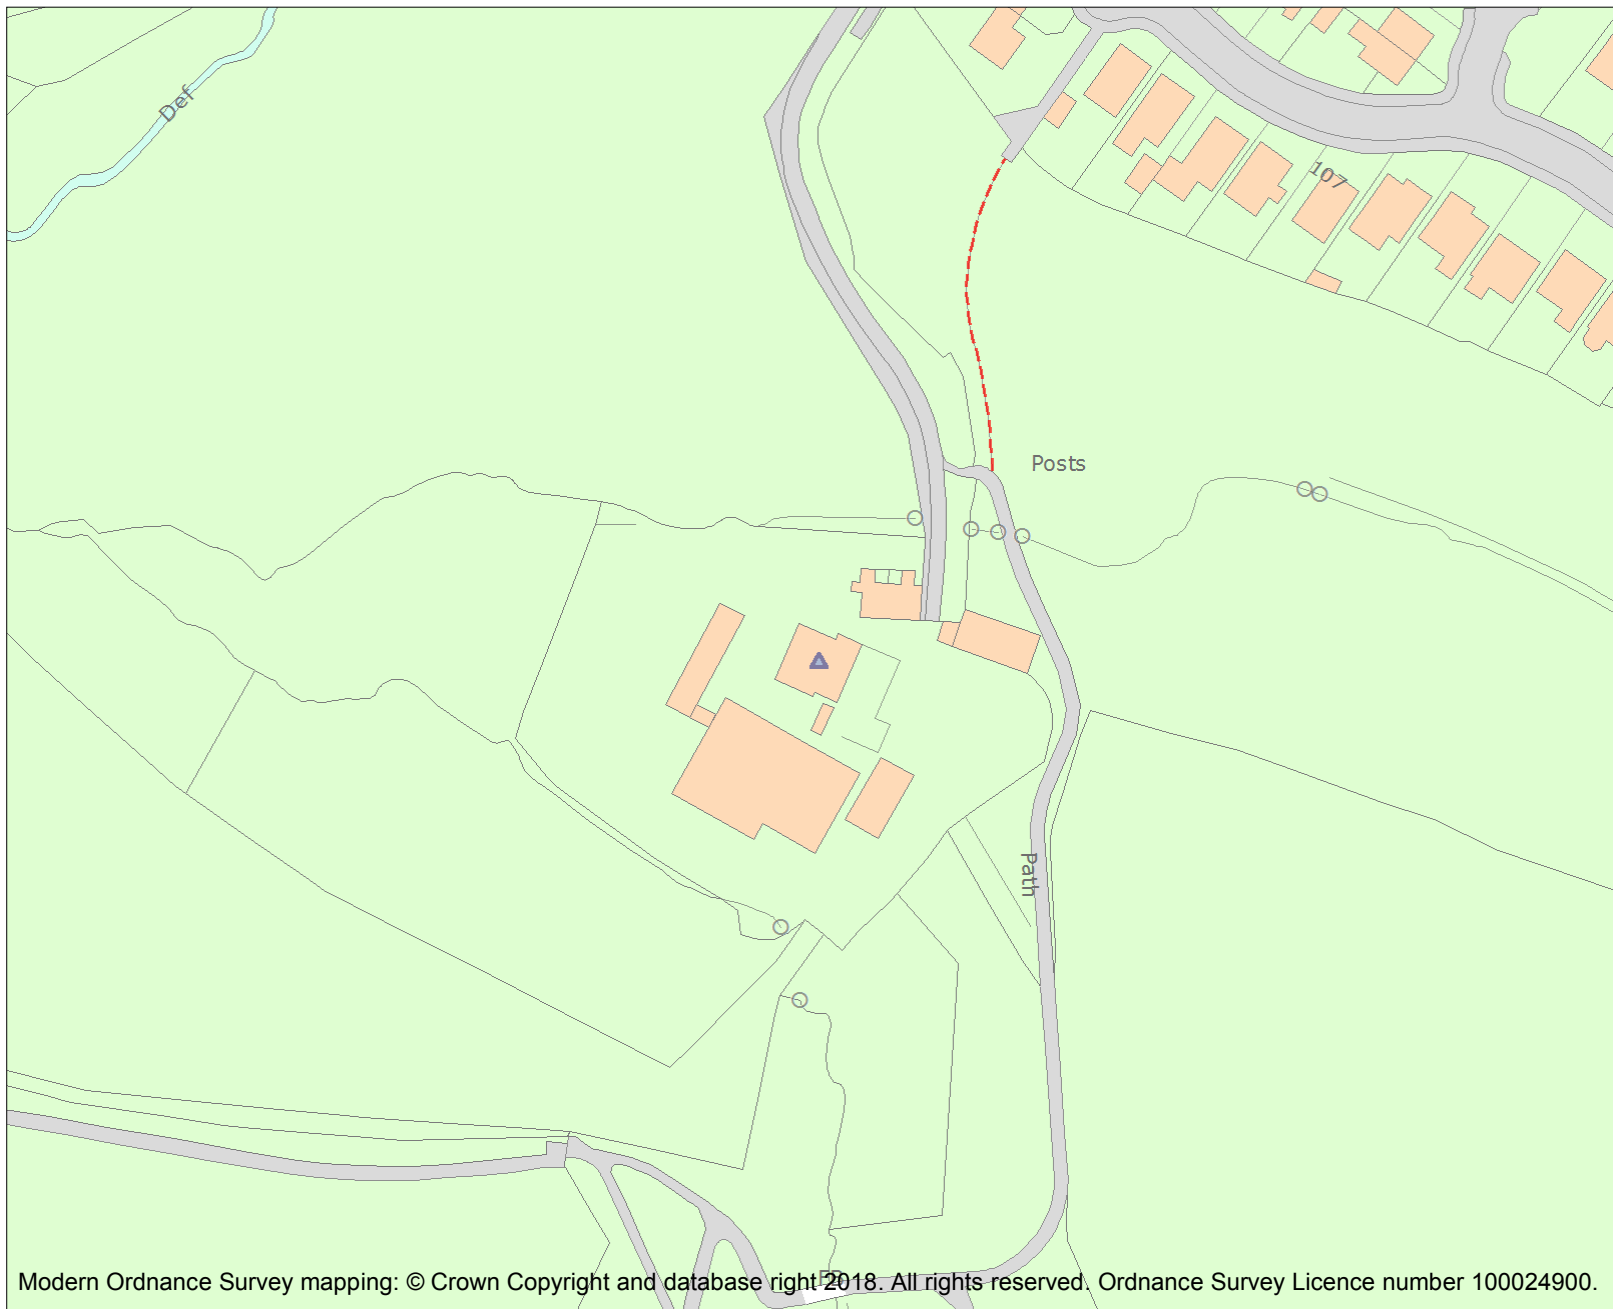 Def
107
Posts
Path
FB
Modern Ordnance Survey mapping: © Crown Copyright and database right 2018. All rights reserved. Ordnance Survey Licence number 100024900.